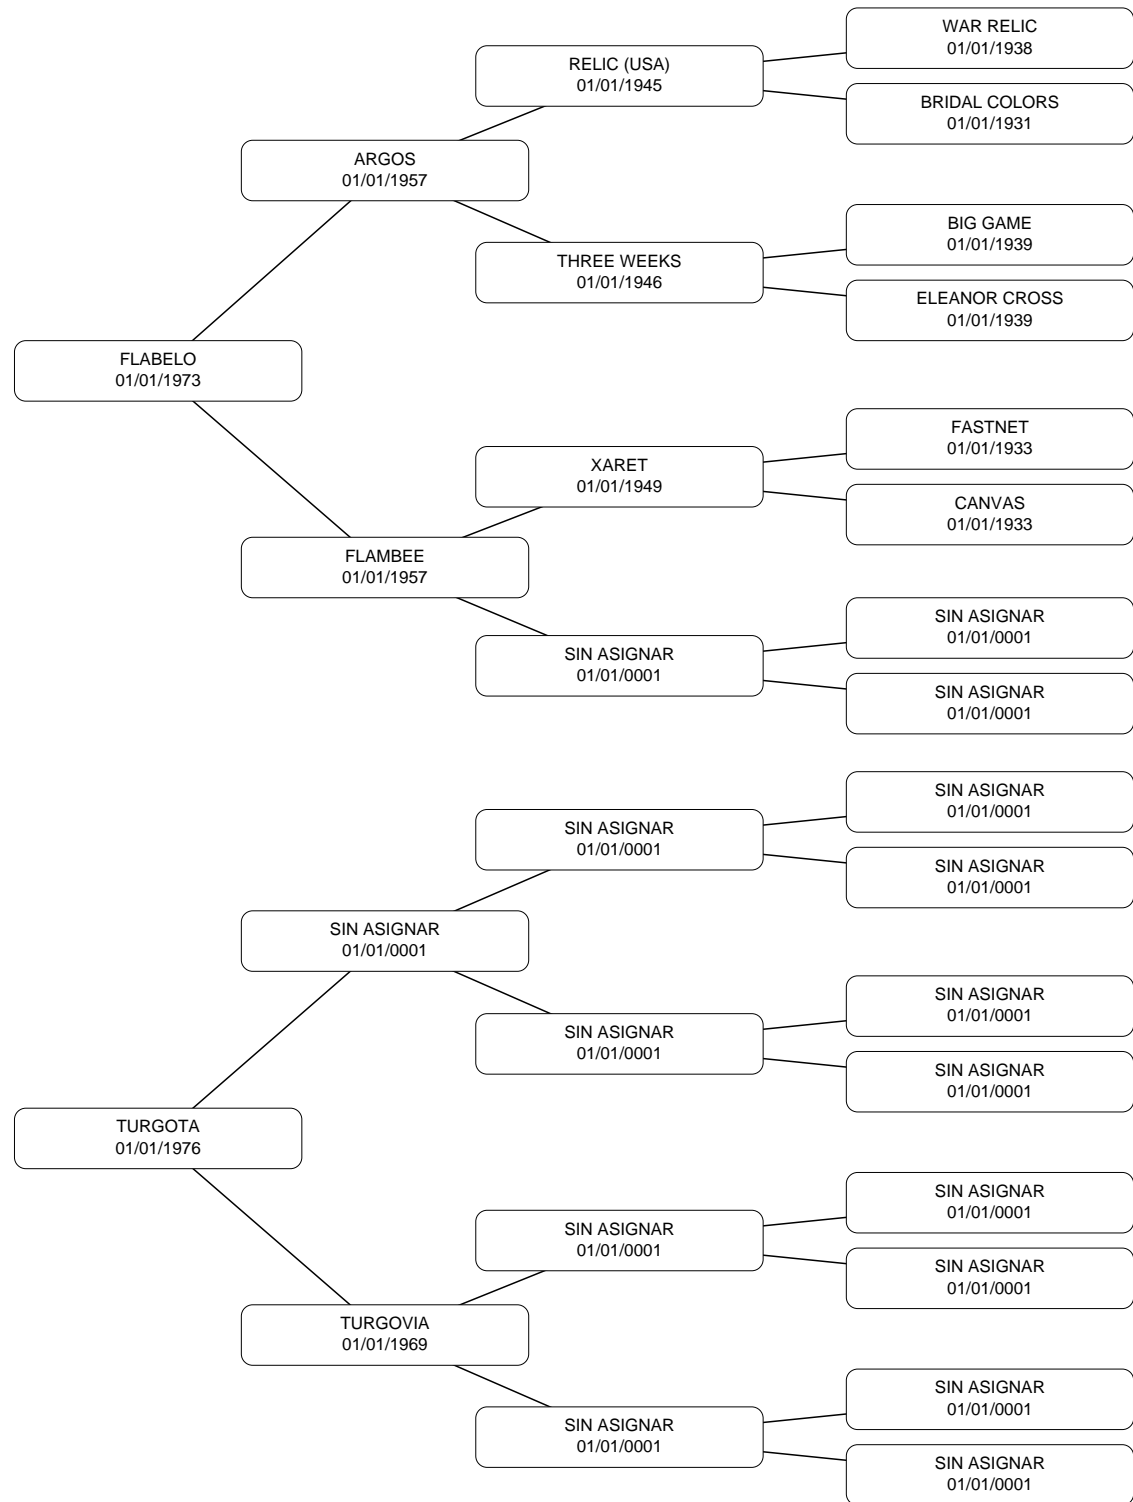 WAR RELIC
01/01/1938
RELIC (USA)
01/01/1945
BRIDAL COLORS
01/01/1931
ARGOS
01/01/1957
BIG GAME
01/01/1939
THREE WEEKS
01/01/1946
ELEANOR CROSS
01/01/1939
FLABELO
01/01/1973
FASTNET
01/01/1933
XARET
01/01/1949
CANVAS
01/01/1933
FLAMBEE
01/01/1957
SIN ASIGNAR
01/01/0001
SIN ASIGNAR
01/01/0001
SIN ASIGNAR
01/01/0001
SIN ASIGNAR
01/01/0001
SIN ASIGNAR
01/01/0001
SIN ASIGNAR
01/01/0001
SIN ASIGNAR
01/01/0001
SIN ASIGNAR
01/01/0001
SIN ASIGNAR
01/01/0001
SIN ASIGNAR
01/01/0001
TURGOTA
01/01/1976
SIN ASIGNAR
01/01/0001
SIN ASIGNAR
01/01/0001
SIN ASIGNAR
01/01/0001
TURGOVIA
01/01/1969
SIN ASIGNAR
01/01/0001
SIN ASIGNAR
01/01/0001
SIN ASIGNAR
01/01/0001